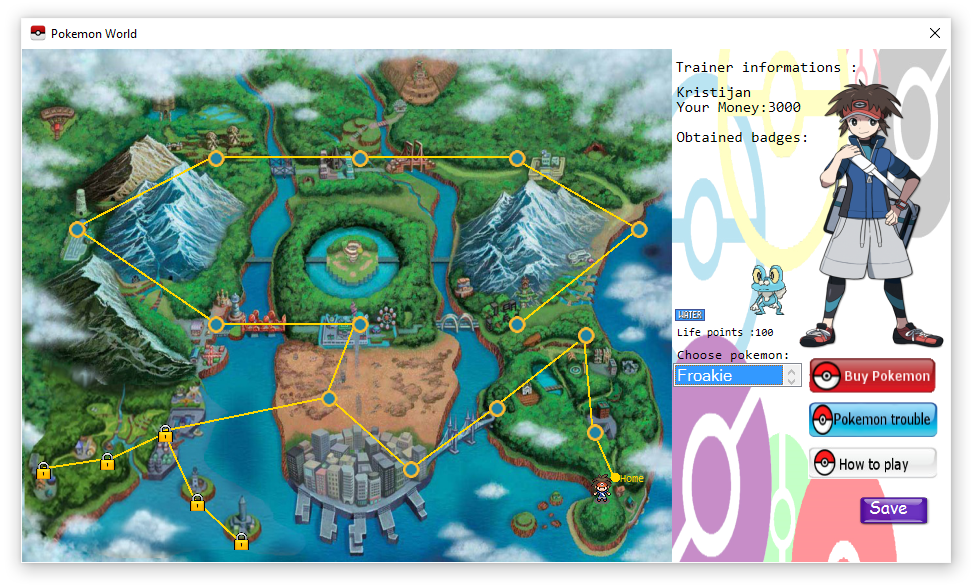 Pokemon World
Trainer informations :
Kristijan
Your Money:3000
Obtained badges:
WATER
Life points :100
Choose pokemon:
Froakie
Buy Pokemon
Pokemon trouble
How to play
Save
Home